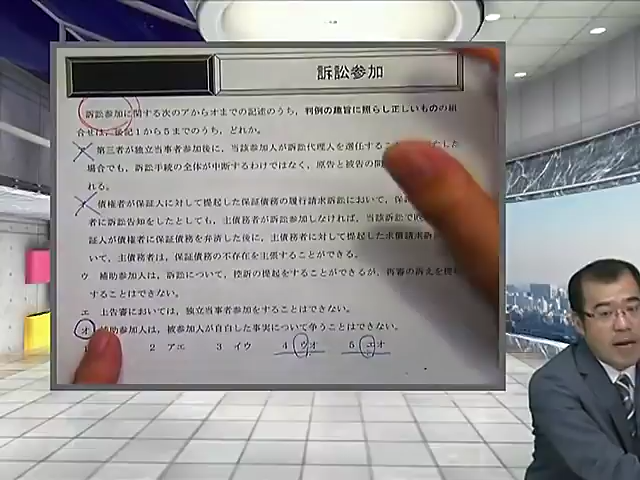 訴訟参加
訴訟参加に関する次のアからオまでの記述のうち，判例の趣旨に照らし正しいものの組
合せは，後記１から５までのうち，どれか。
第三者が独立当事者参加後に，当該参加人が訴訟代理人を選任する
場合でも，訴訟手続の全体が中断するわけではなく，原告と被告の間
れる。
債権者が保証人に対して提起した保証債務の履行請求訴訟において，保
者に訴訟告知をしたとしても，主債務者が訴訟参加しなければ，当該訴訟で敗
証人が債権者に保証債務を弁済した後に，主債務者に対して提起した求償請求訴訟
いて，主債務者は，保証債務の不存在を主張することができる。
ウ 補助参加人は，訴訟について，控訴の提起をすることができるが，再審の訴えを提
することはできない。
エ 上告審においては，独立当事者参加をすることはできない。
オ 補助参加人は，被参加人が自白した事実について争うことはできない。
２ アエ ３ イウ ４ ウオ ５ エオ